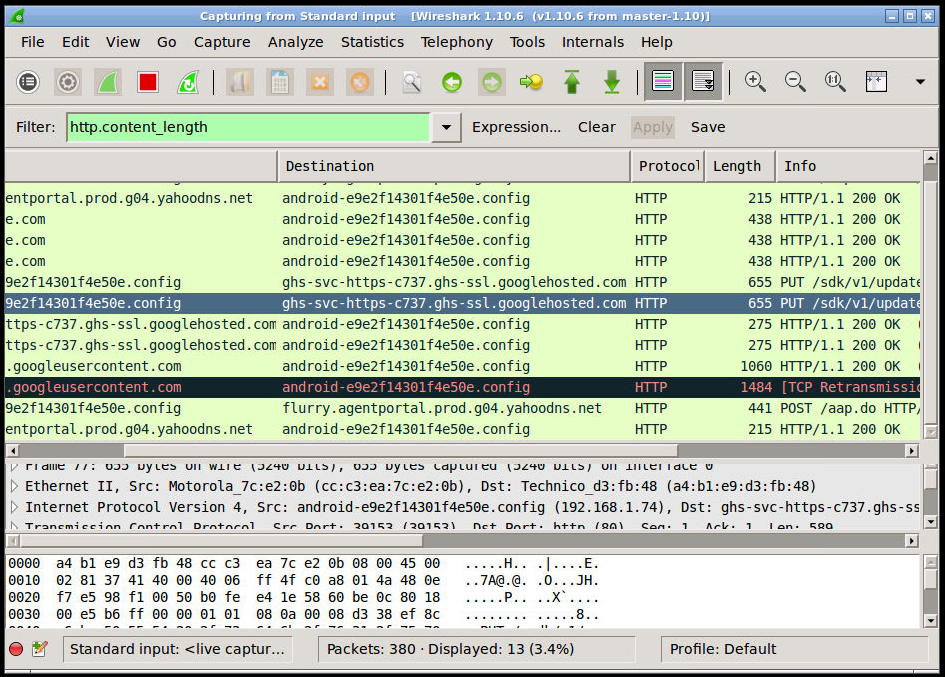 Capturing from Standard input [Wireshark 1.10.6 (v1.10.6 from master-1.10)]
File Edit View Go Capture Analyze Statistics Telephony Tools Internals Help
Filter: http.content_length Expression... Clear Apply Save
Destination Protocol Length Info
entportal.prod.g04.yahoodns.net android-e9e2f14301f4e50e.config HTTP 215 HTTP/1.1 200 OK
e.com android-e9e2f14301f4e50e.config HTTP 438 HTTP/1.1 200 OK
e.com android-e9e2f14301f4e50e.config HTTP 438 HTTP/1.1 200 OK
e.com android-e9e2f14301f4e50e.config HTTP 438 HTTP/1.1 200 OK
9e2f14301f4e50e.config ghs-svc-https-c737.ghs-ssl.googlehosted.com HTTP 655 PUT /sdk/v1/update
9e2f14301f4e50e.config ghs-svc-https-c737.ghs-ssl.googlehosted.com HTTP 655 PUT /sdk/v1/update
ttps-c737.ghs-ssl.googlehosted.com android-e9e2f14301f4e50e.config HTTP 275 HTTP/1.1 200 OK (
ttps-c737.ghs-ssl.googlehosted.com android-e9e2f14301f4e50e.config HTTP 275 HTTP/1.1 200 OK (
.googleusercontent.com android-e9e2f14301f4e50e.config HTTP 1060 HTTP/1.1 200 OK
.googleusercontent.com android-e9e2f14301f4e50e.config HTTP 1484 [TCP Retransmissic
9e2f14301f4e50e.config flurry.agentportal.prod.g04.yahoodns.net HTTP 441 POST /aap.do HTTP/
entportal.prod.g04.yahoodns.net android-e9e2f14301f4e50e.config HTTP 215 HTTP/1.1 200 OK
Frame 77: 655 bytes on wire (5240 bits), 655 bytes captured (5240 bits) on interface 0
Ethernet II, Src: Motorola_7c:e2:0b (cc:c3:ea:7c:e2:0b), Dst: Technico_d3:fb:48 (a4:b1:e9:d3:fb:48)
Internet Protocol Version 4, Src: android-e9e2f14301f4e50e.config (192.168.1.74), Dst: ghs-svc-https-c737.ghs-ss
Transmission Control Protocol, Src Port: 39153 (39153), Dst Port: http (80), Seq: 1, Ack: 1, Len: 589
0000 a4 b1 e9 d3 fb 48 cc c3 ea 7c e2 0b 08 00 45 00 .....H.. .|....E.
0010 02 81 37 41 40 00 40 06 ff 4f c0 a8 01 4a 48 0e ..7A@.@. .O...JH.
0020 f7 e5 98 f1 00 50 b0 fe e4 1e 58 60 be 0c 80 18 .....P.. ..X`....
0030 00 e5 b6 ff 00 00 01 01 08 0a 00 08 d3 38 ef 8c ........ .....8..
Standard input: <live captur... Packets: 380 · Displayed: 13 (3.4%) Profile: Default